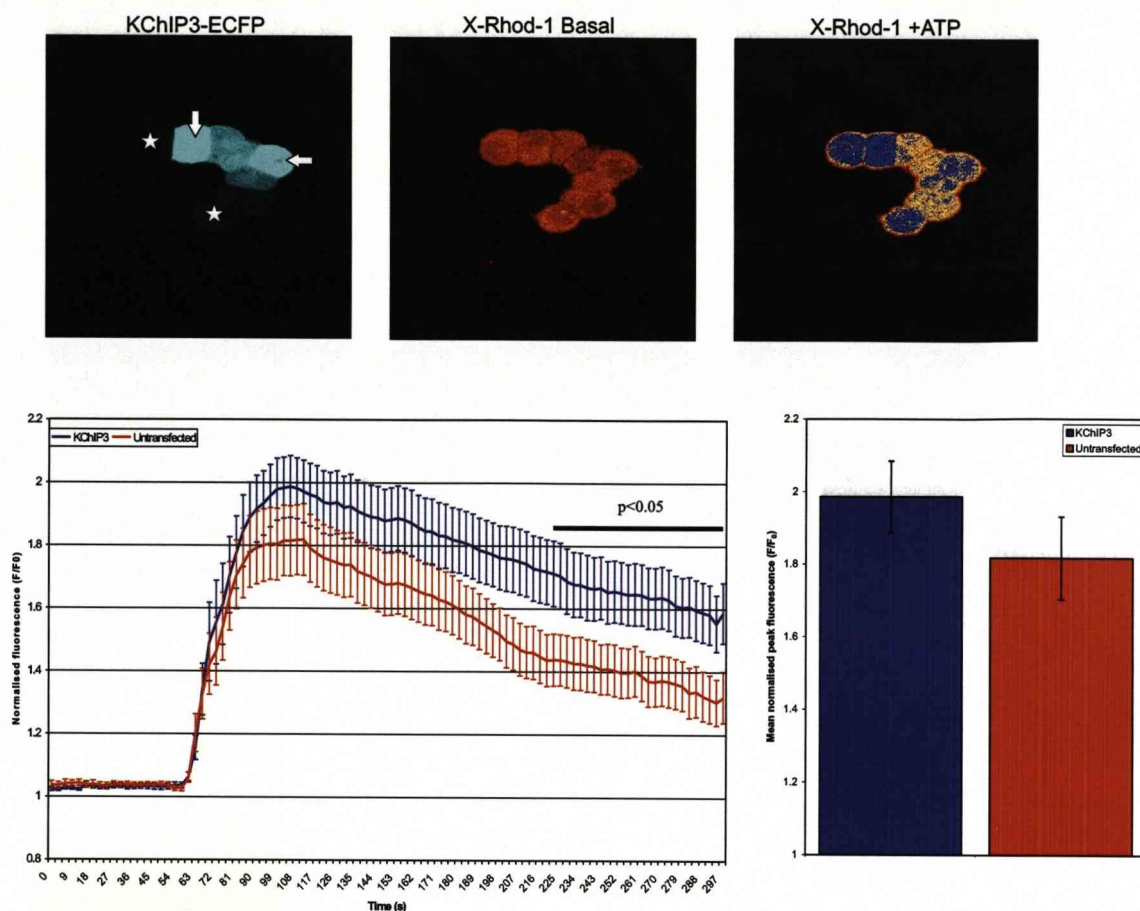 KChIP3-ECFP
X-Rhod-1 Basal
X-Rhod-1 +ATP
2.2
2
1.8
1.6
1.4
1.2
1
0.8
Normalised fluorescence (F/F0)
KChIP3 Untransfected
p<0.05
0 9 18 27 36 45 54 63 72 81 90 99 108 117 126 135 144 153 162 171 180 189 198 207 216 225 234 243 252 261 270 279 288 297
Time (s)
2.2
2
1.8
1.6
1.4
1.2
1
Mean normalised peak fluorescence (F/F₀)
KChIP3
Untransfected